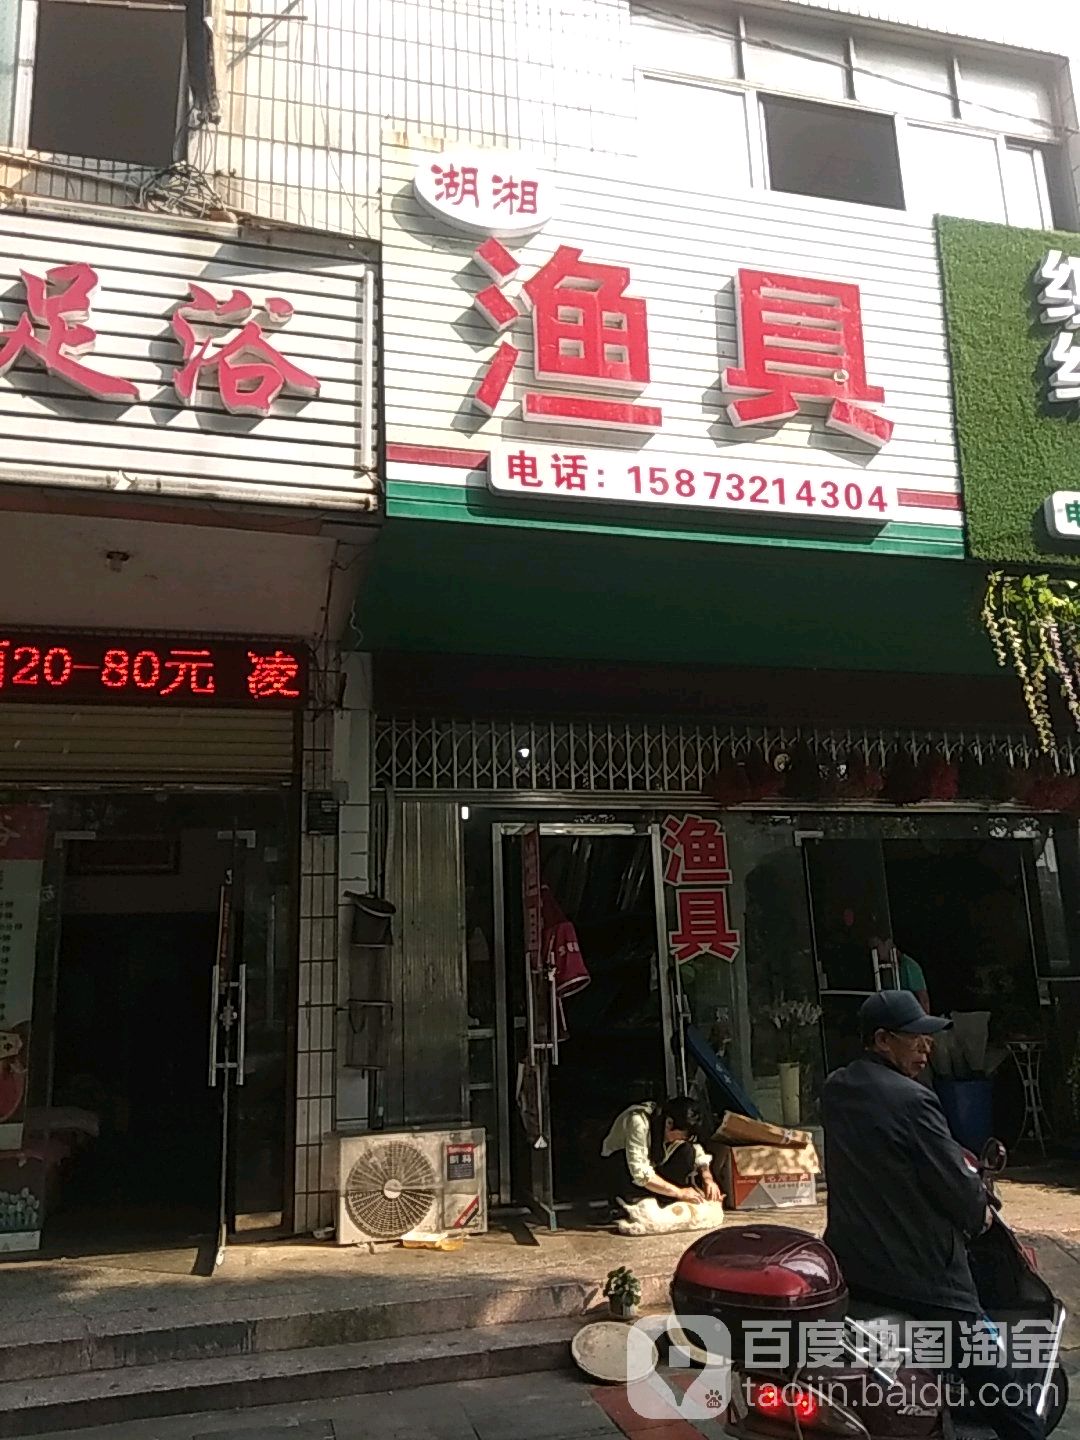 湖湘
渔具
电话：15873214304
足浴
20-80元 凌
渔具
百度地图淘金
taojin.baidu.com